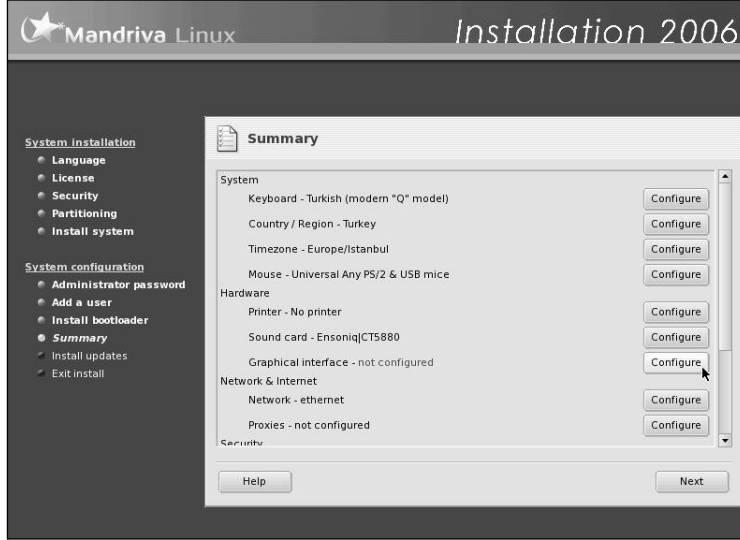 Mandriva Linux
Installation 2006
System installation
Language
License
Security
Partitioning
Install system
System configuration
Administrator password
Add a user
Install bootloader
Summary
Install updates
Exit install
Summary
System
Keyboard - Turkish (modern "Q" model) Configure
Country / Region - Turkey Configure
Timezone - Europe/Istanbul Configure
Mouse - Universal Any PS/2 & USB mice Configure
Hardware
Printer - No printer Configure
Sound card - Ensoniq|CT5880 Configure
Graphical interface - not configured Configure
Network & Internet
Network - ethernet Configure
Proxies - not configured Configure
Security
Help Next